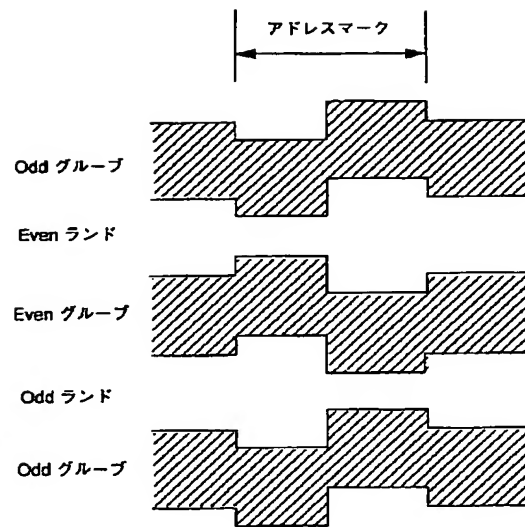 アドレスマーク
Odd グルーブ
Even ランド
Even グルーブ
Odd ランド
Odd グルーブ